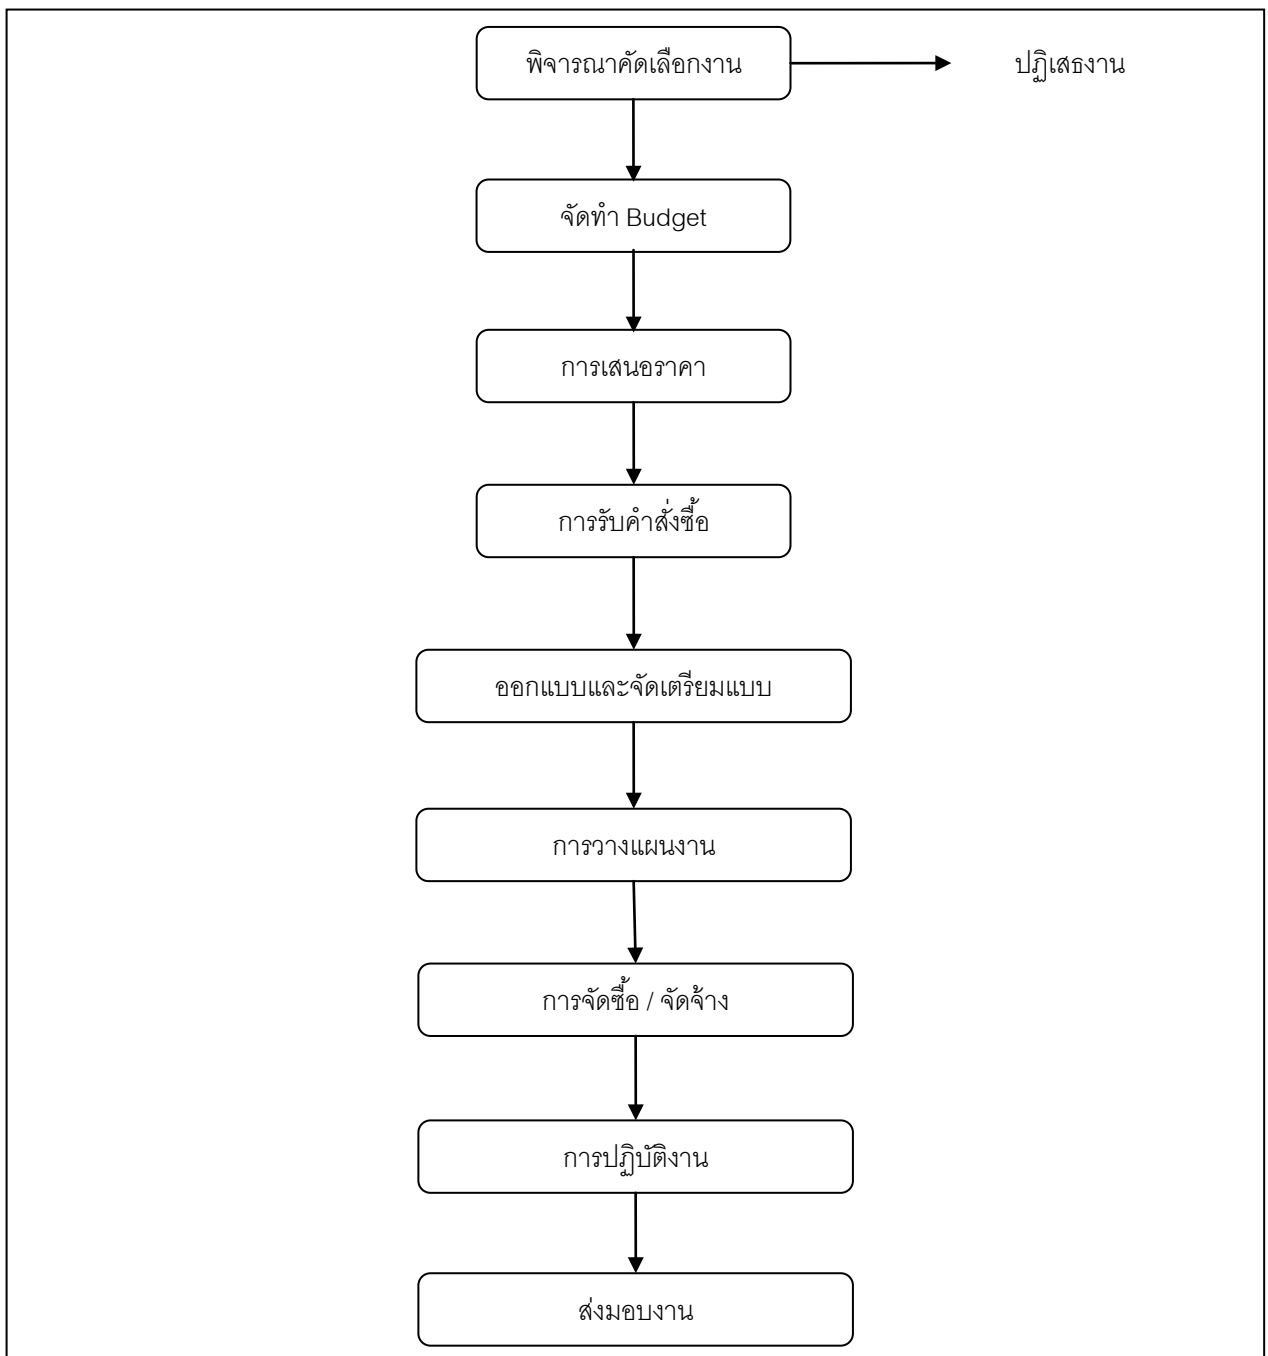 พิจารณาคัดเลือกงาน
ปฏิเสธงาน
จัดทำ Budget
การเสนอราคา
การรับคำสั่งซื้อ
ออกแบบและจัดเตรียมแบบ
การวางแผนงาน
การจัดซื้อ / จัดจ้าง
การปฏิบัติงาน
ส่งมอบงาน